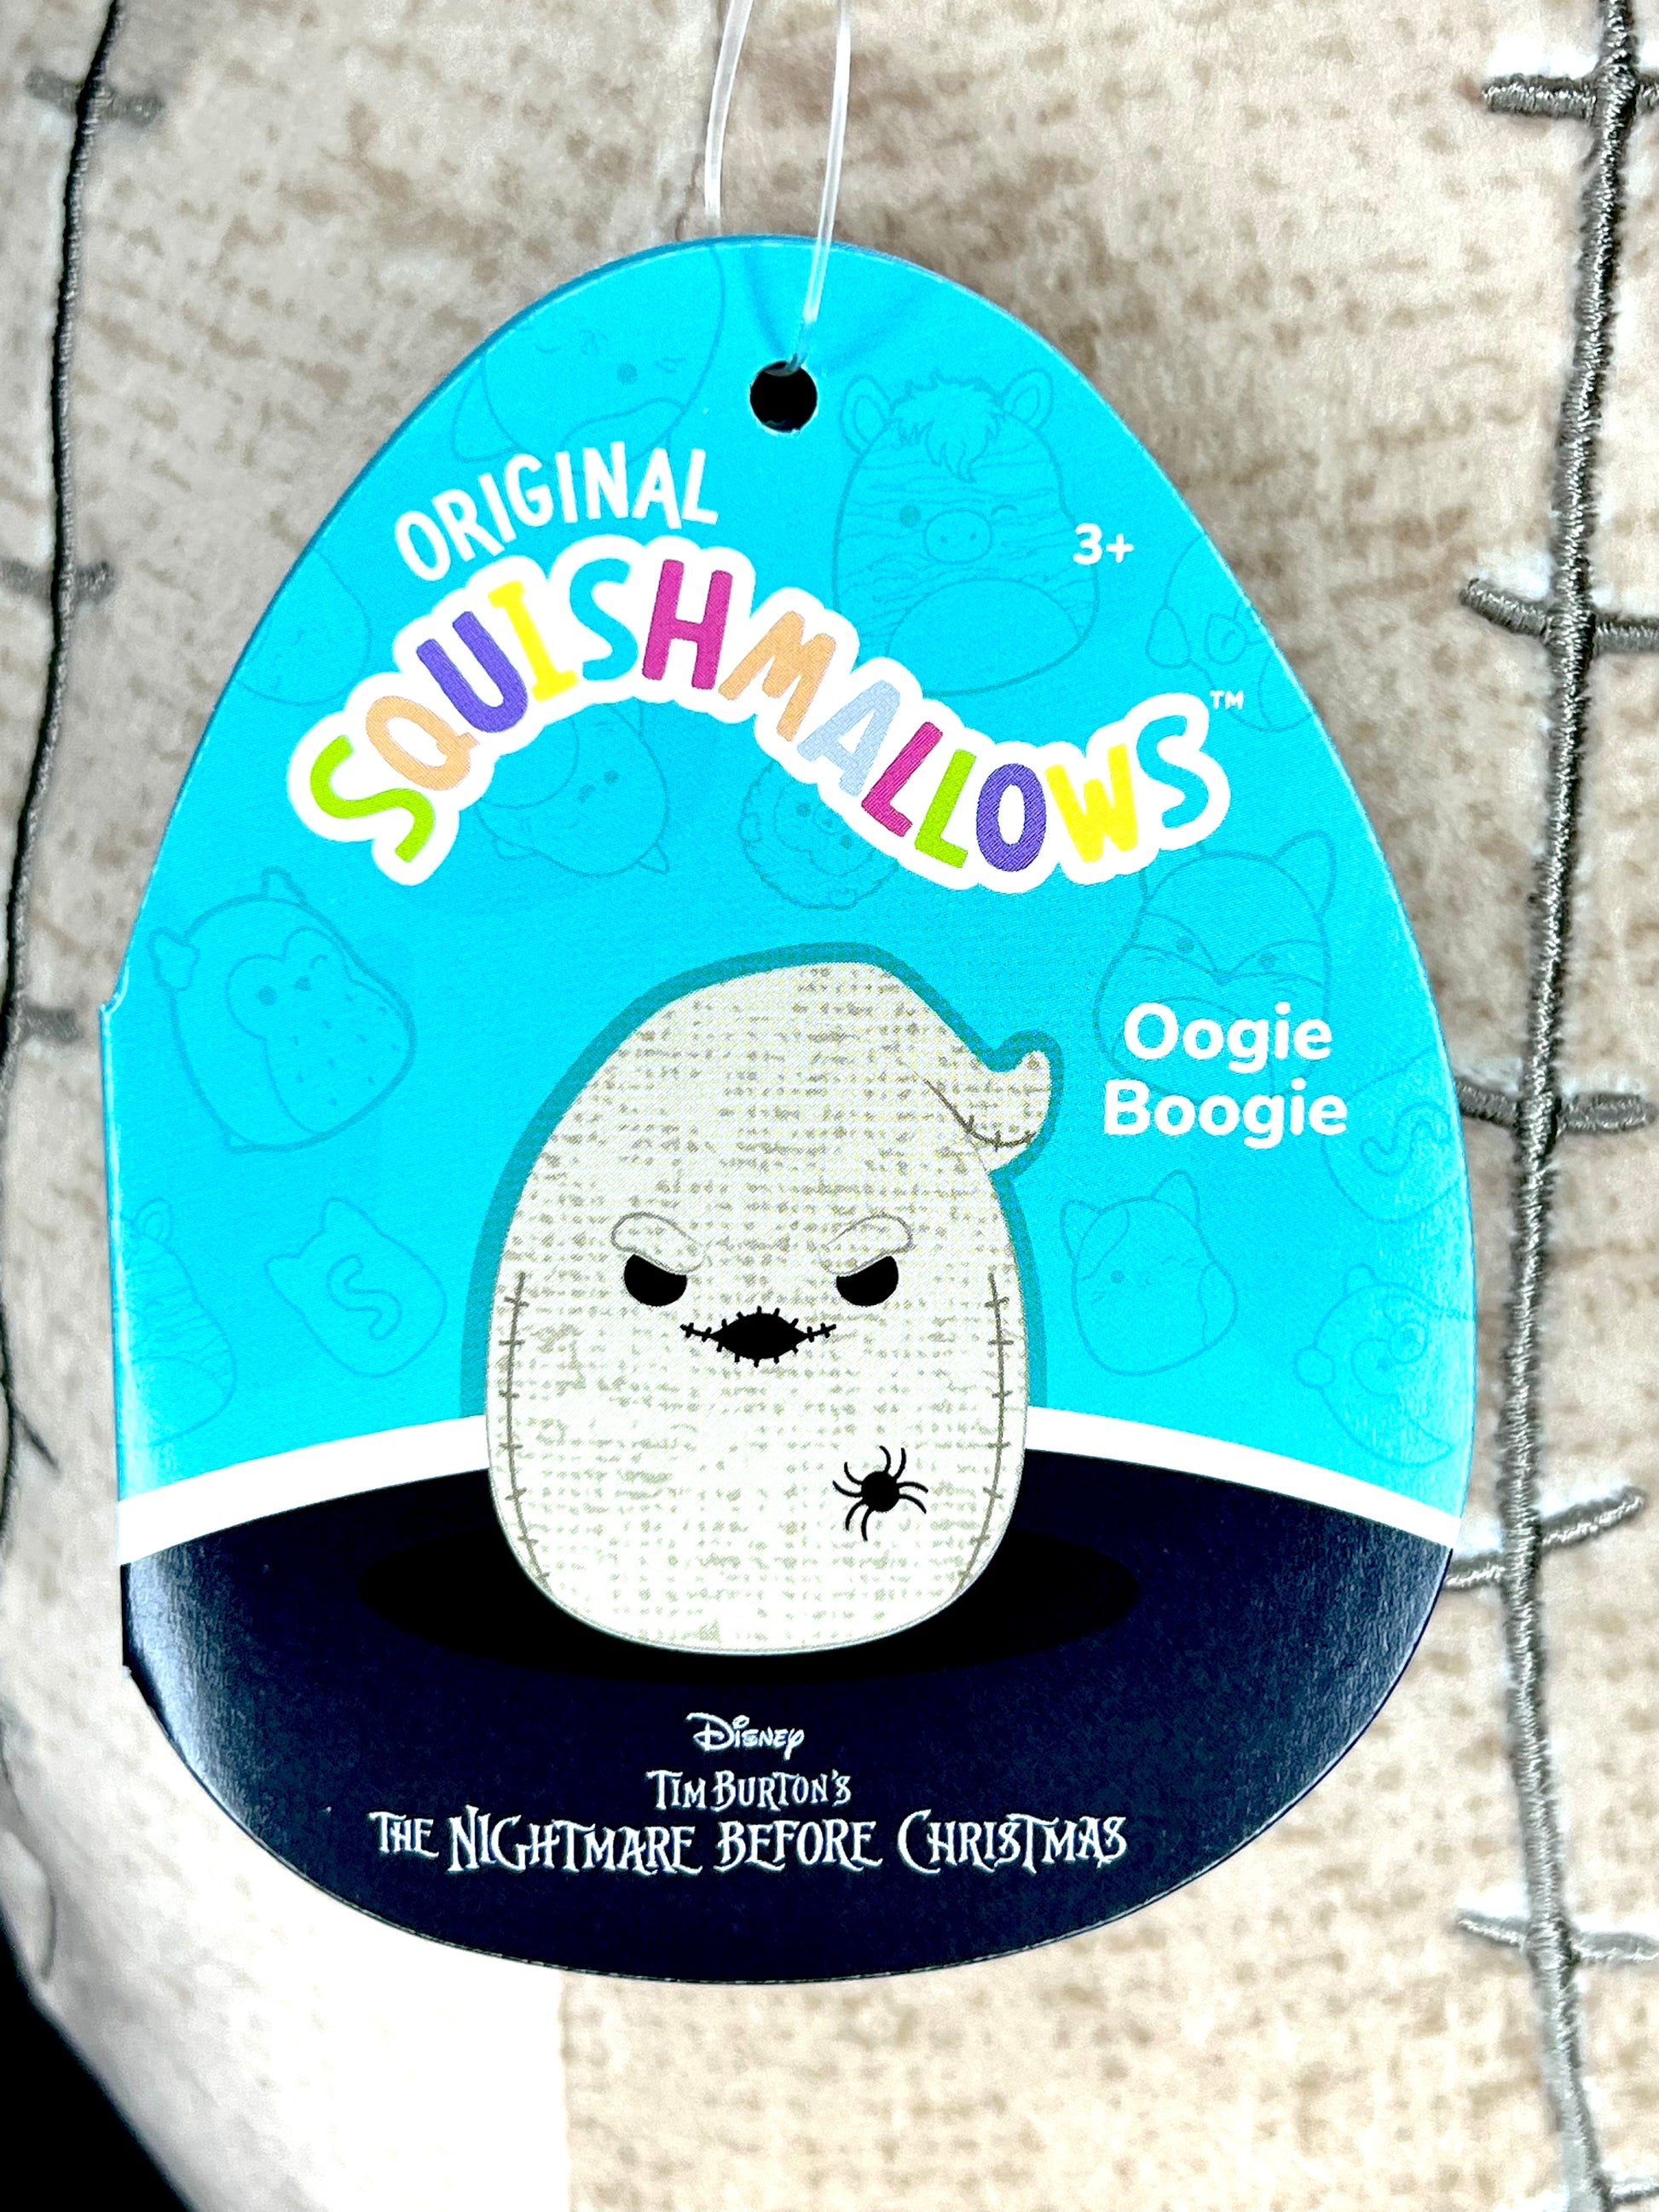 ORIGINAL
SQUISHMALLOWS™
3+
Oogie
Boogie
S
S
Disney
TIM BURTON'S
THE NIGHTMARE BEFORE CHRISTMAS